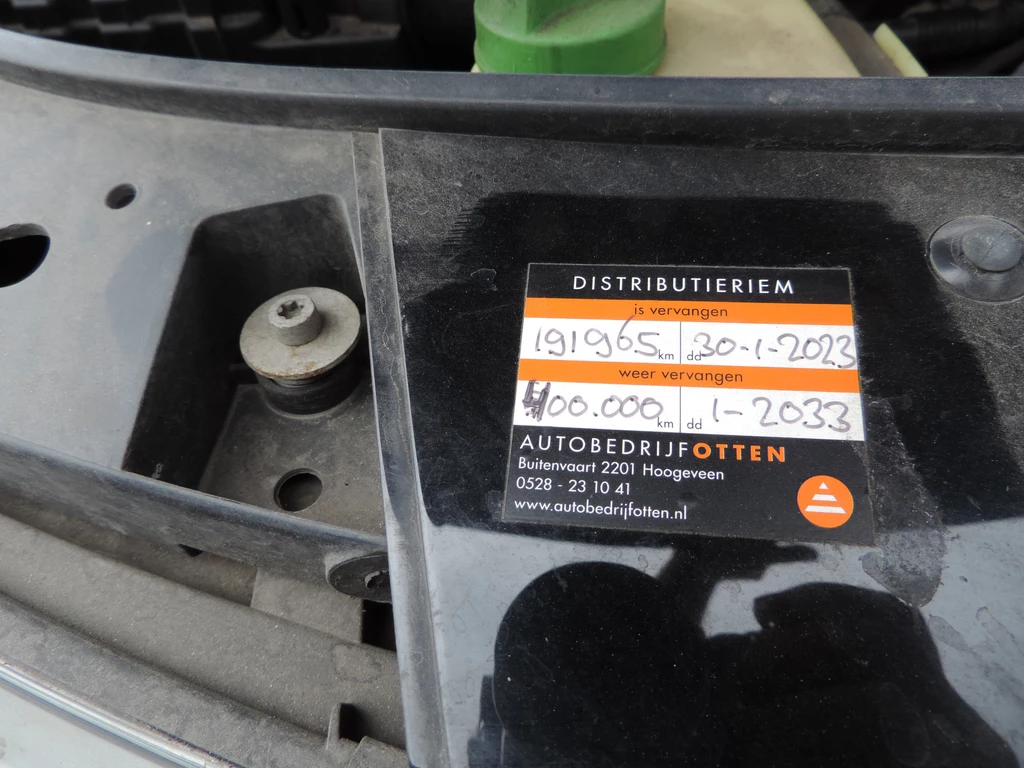 DISTRIBUTIERIEM
is vervangen
191965 km dd 30-1-2023
weer vervangen
400.000 km dd 1-2033
AUTOBEDRIJFOTTEN
Buitenvaart 2201 Hoogeveen
0528 - 23 10 41
www.autobedrijfotten.nl